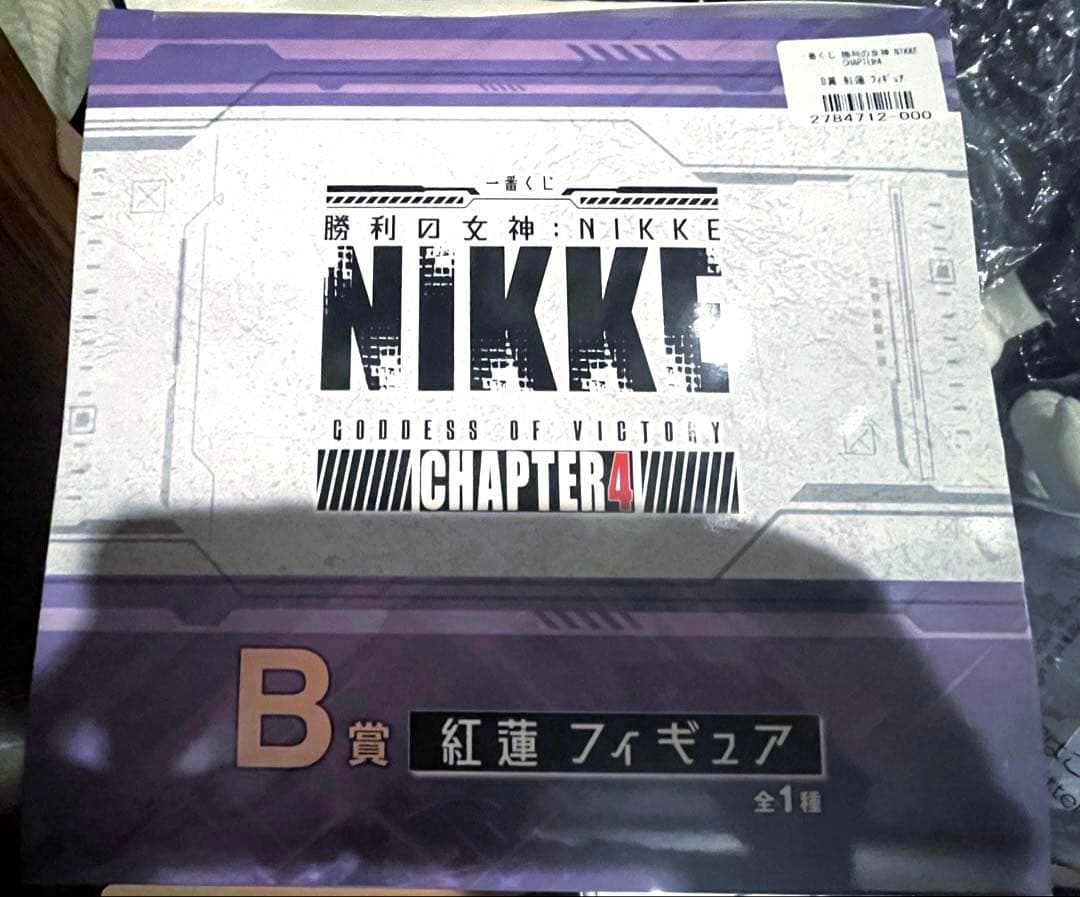 一番くじ 勝利の女神 NIKKE
CHAPTER4
B賞 紅蓮 フィギュア
2784712-000
一番くじ
勝利の女神:NIKKE
NIKKE
GODDESS OF VICTORY
CHAPTER4
B賞 紅蓮 フィギュア
全1種